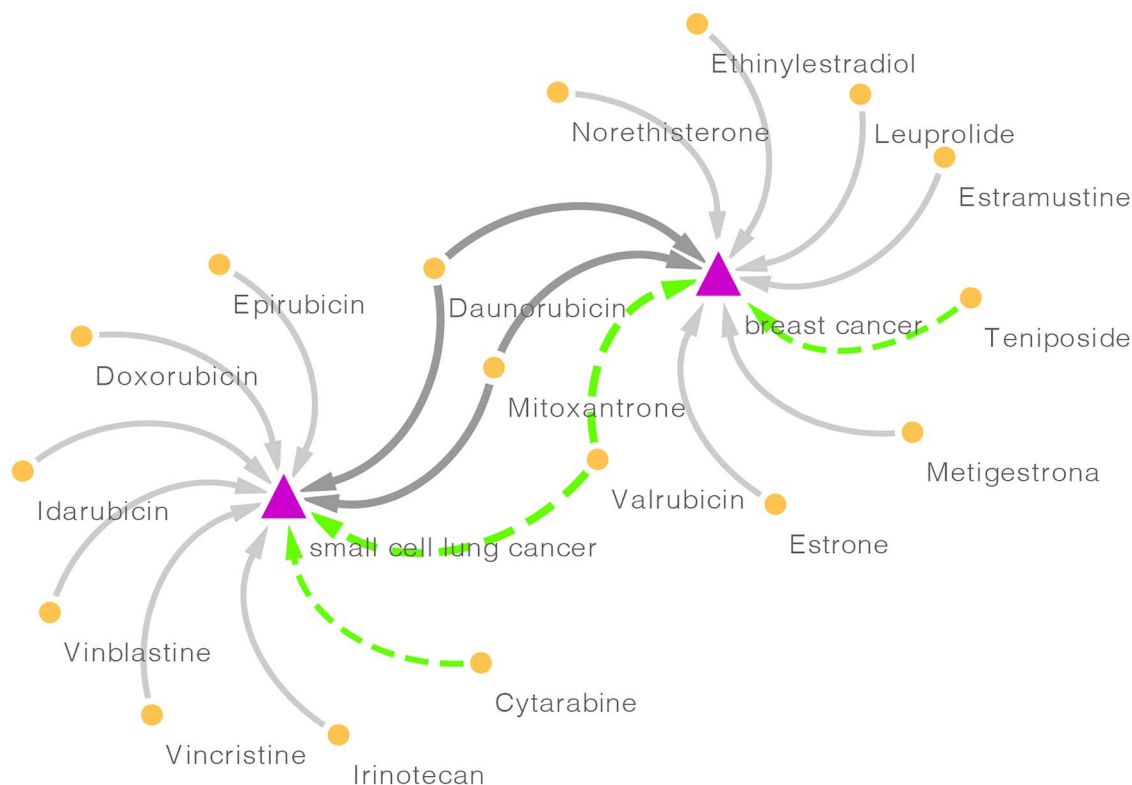 Ethinylestradiol
Norethisterone
Leuprolide
Estramustine
Epirubicin
Daunorubicin
breast cancer
Teniposide
Doxorubicin
Mitoxantrone
Metigestrona
Idarubicin
Valrubicin
small cell lung cancer
Estrone
Vinblastine
Cytarabine
Vincristine
Irinotecan